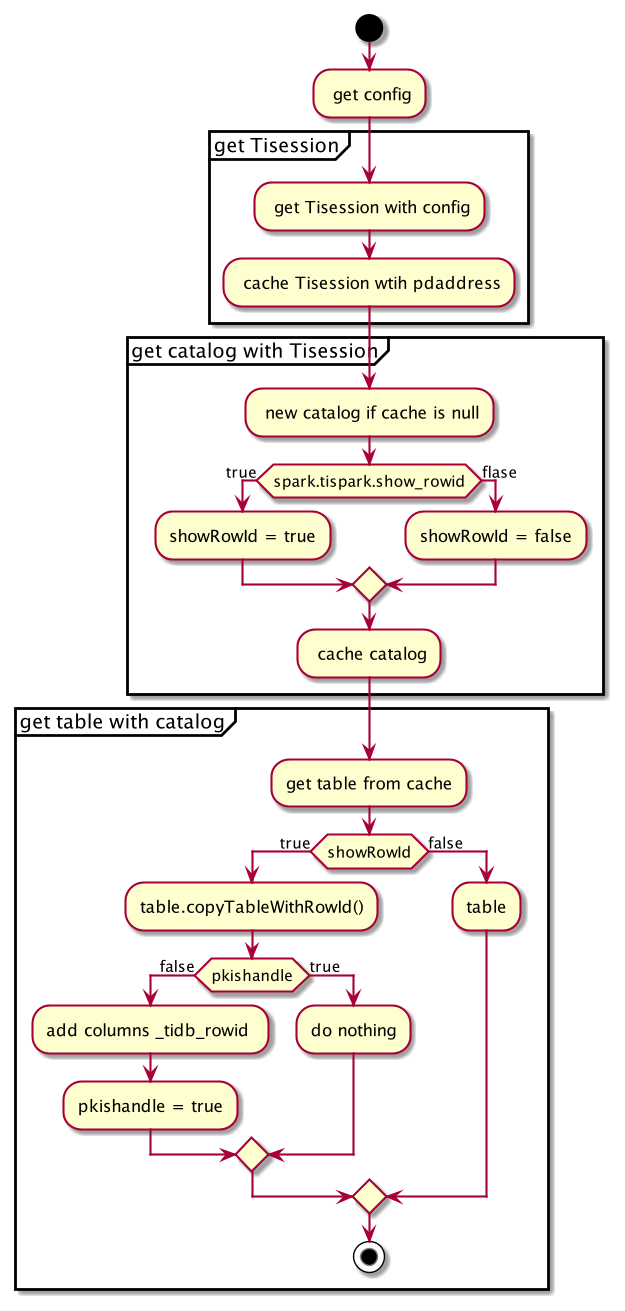 get config
get Tisession
get Tisession with config
cache Tisession wtih pdaddress
get catalog with Tisession
new catalog if cache is null
true
spark.tispark.show_rowid
flase
showRowId = true
showRowId = false
cache catalog
get table with catalog
get table from cache
true
showRowId
false
table.copyTableWithRowId()
table
false
pkishandle
true
add columns _tidb_rowid
do nothing
pkishandle = true